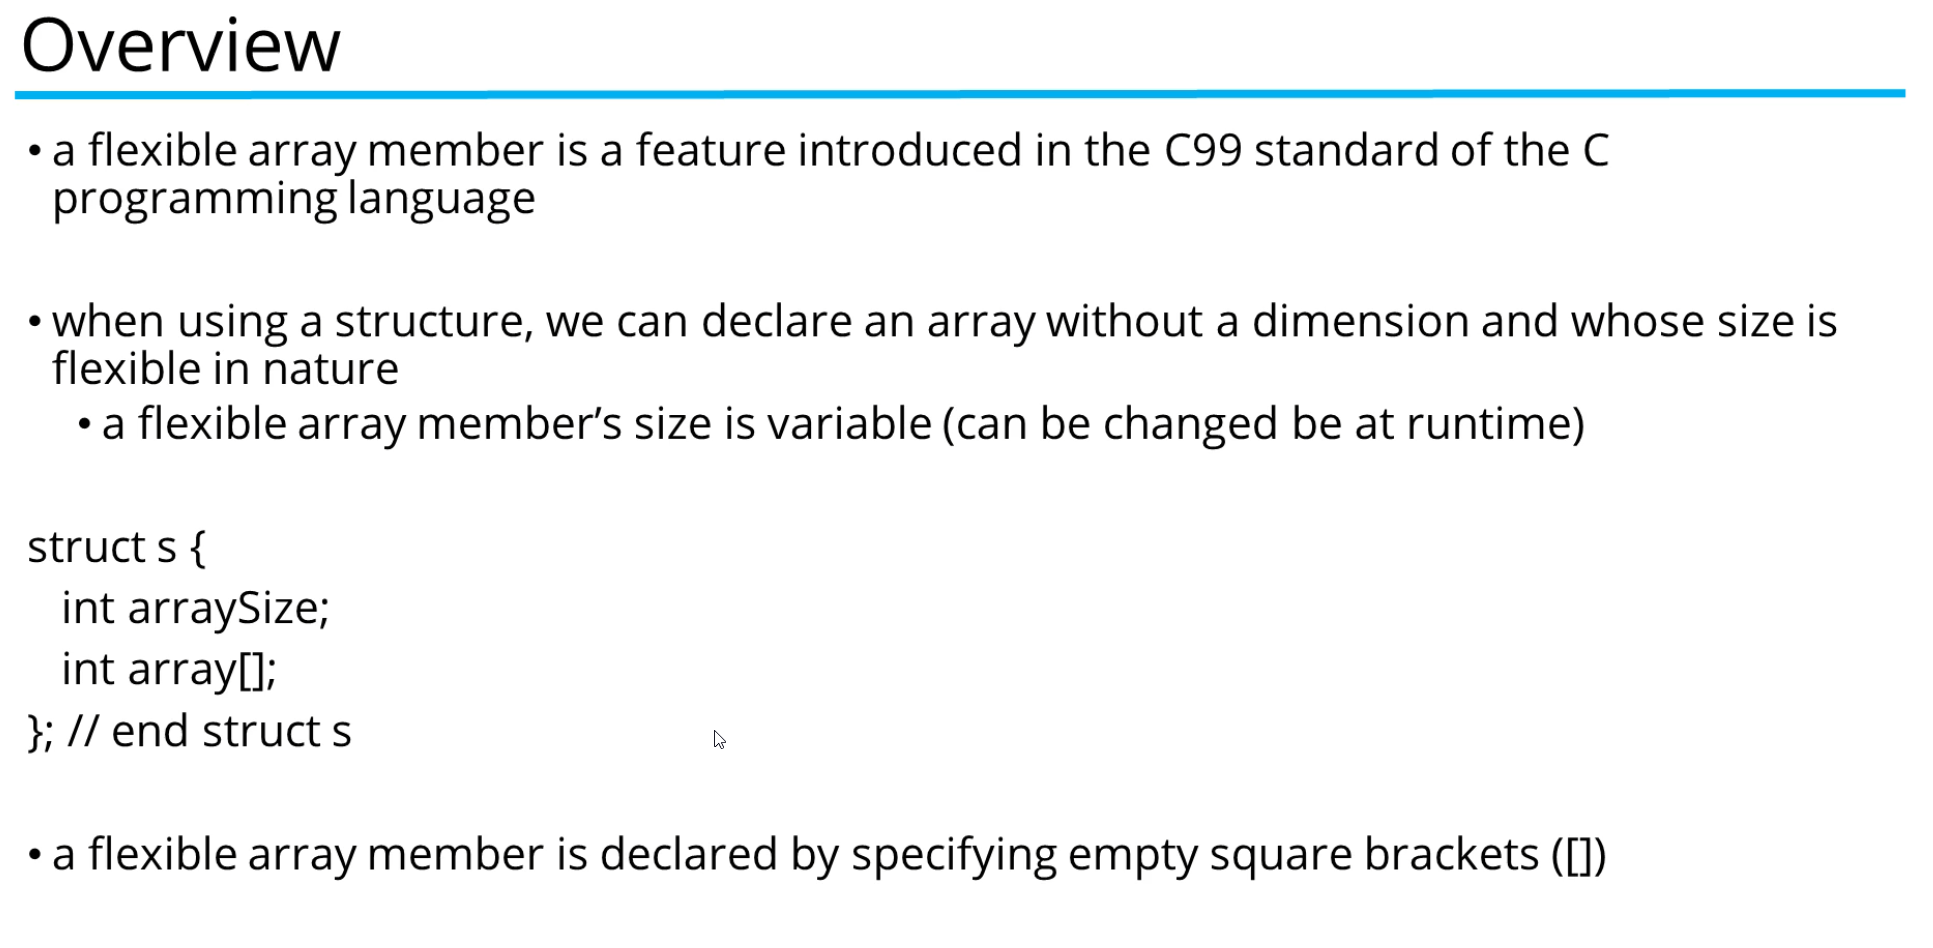 Overview
• a flexible array member is a feature introduced in the C99 standard of the C
programming language
• when using a structure, we can declare an array without a dimension and whose size is
flexible in nature
• a flexible array member’s size is variable (can be changed be at runtime)
struct s {
int arraySize;
int array[];
}; // end struct s
• a flexible array member is declared by specifying empty square brackets ([])